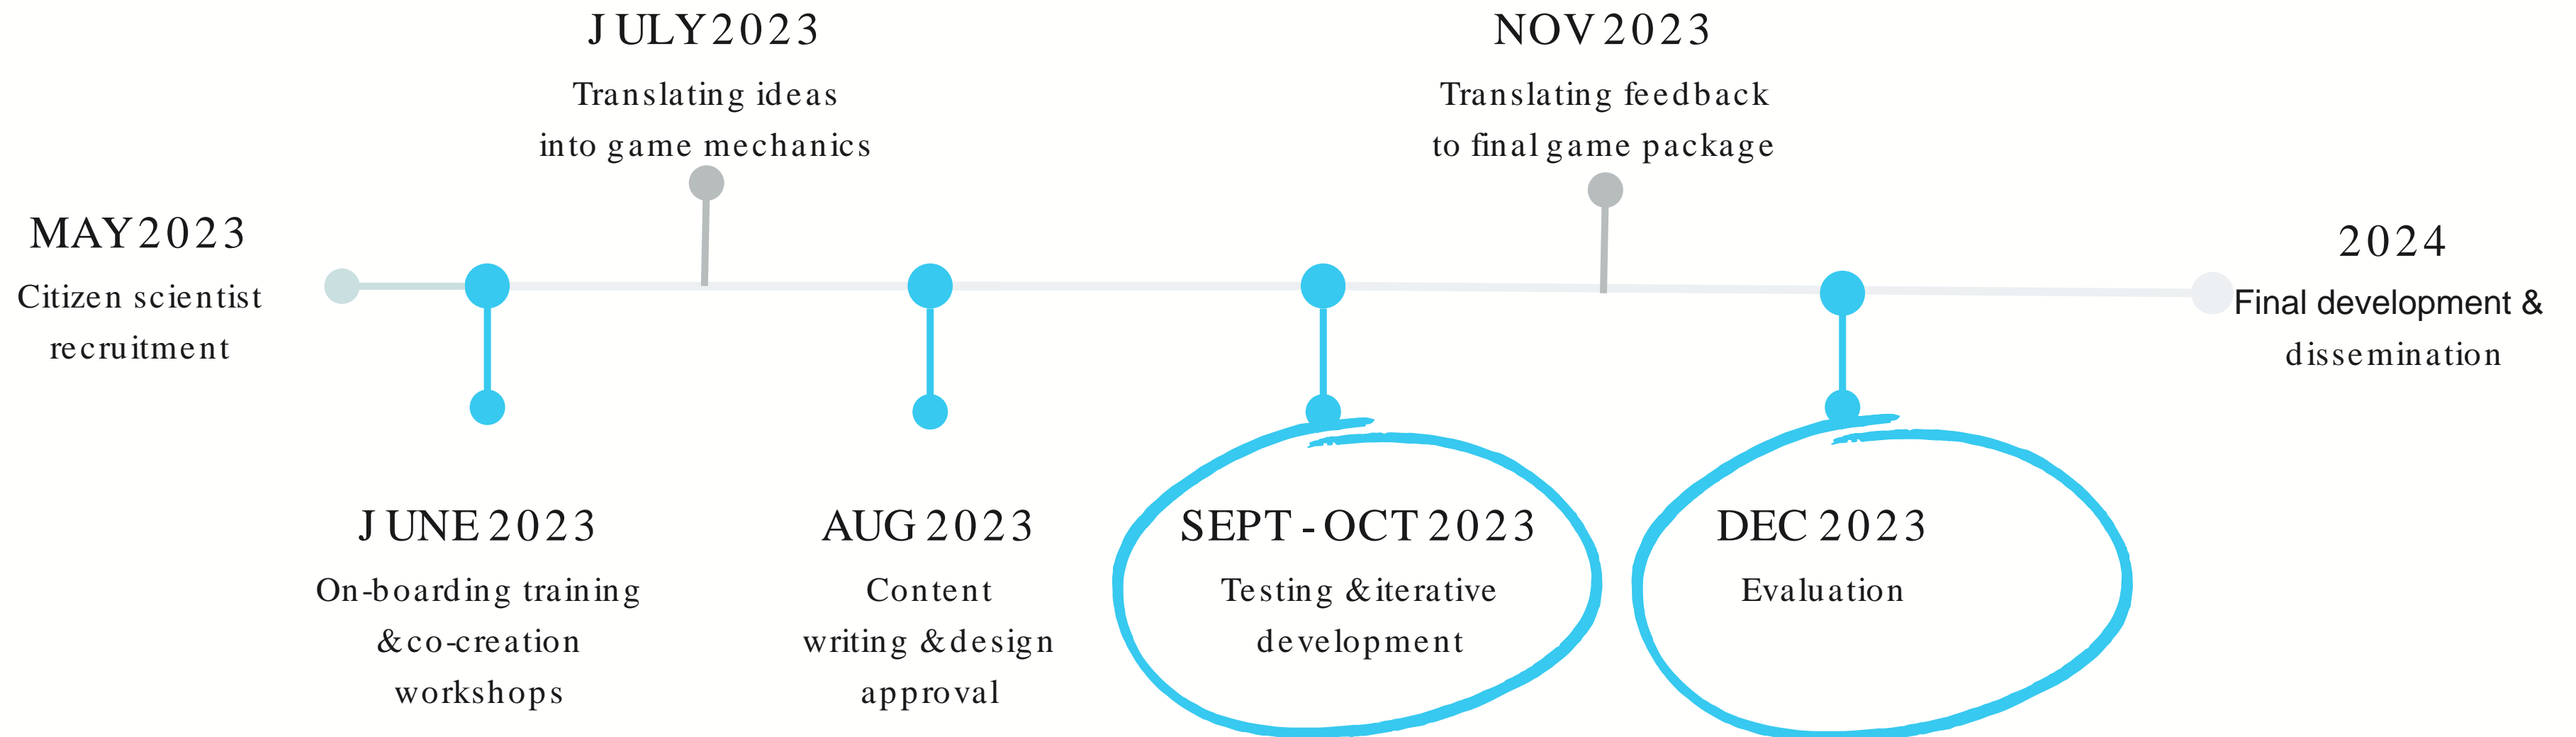 MAY 2023
Citizen scientist
recruitment
JUNE 2023
On-boarding training
& co-creation
workshops
JULY 2023
Translating ideas
into game mechanics
AUG 2023
Content
writing & design
approval
SEPT - OCT 2023
Testing & iterative
development
NOV 2023
Translating feedback
to final game package
DEC 2023
Evaluation
2024
Final development &
dissemination